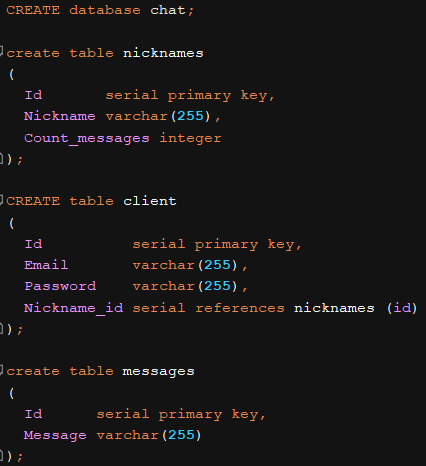 CREATE database chat;
create table nicknames
(
Id serial primary key,
Nickname varchar(255),
Count_messages integer
);
CREATE table client
(
Id serial primary key,
Email varchar(255),
Password varchar(255),
Nickname_id serial references nicknames (id)
);
create table messages
(
Id serial primary key,
Message varchar(255)
);